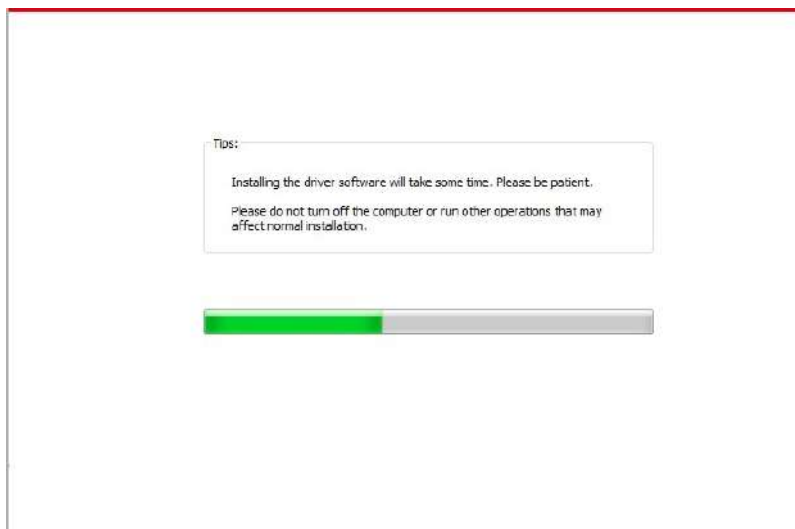 Tips:
Installing the driver software will take some time. Please be patient.
Please do not turn off the computer or run other operations that may
affect normal installation.